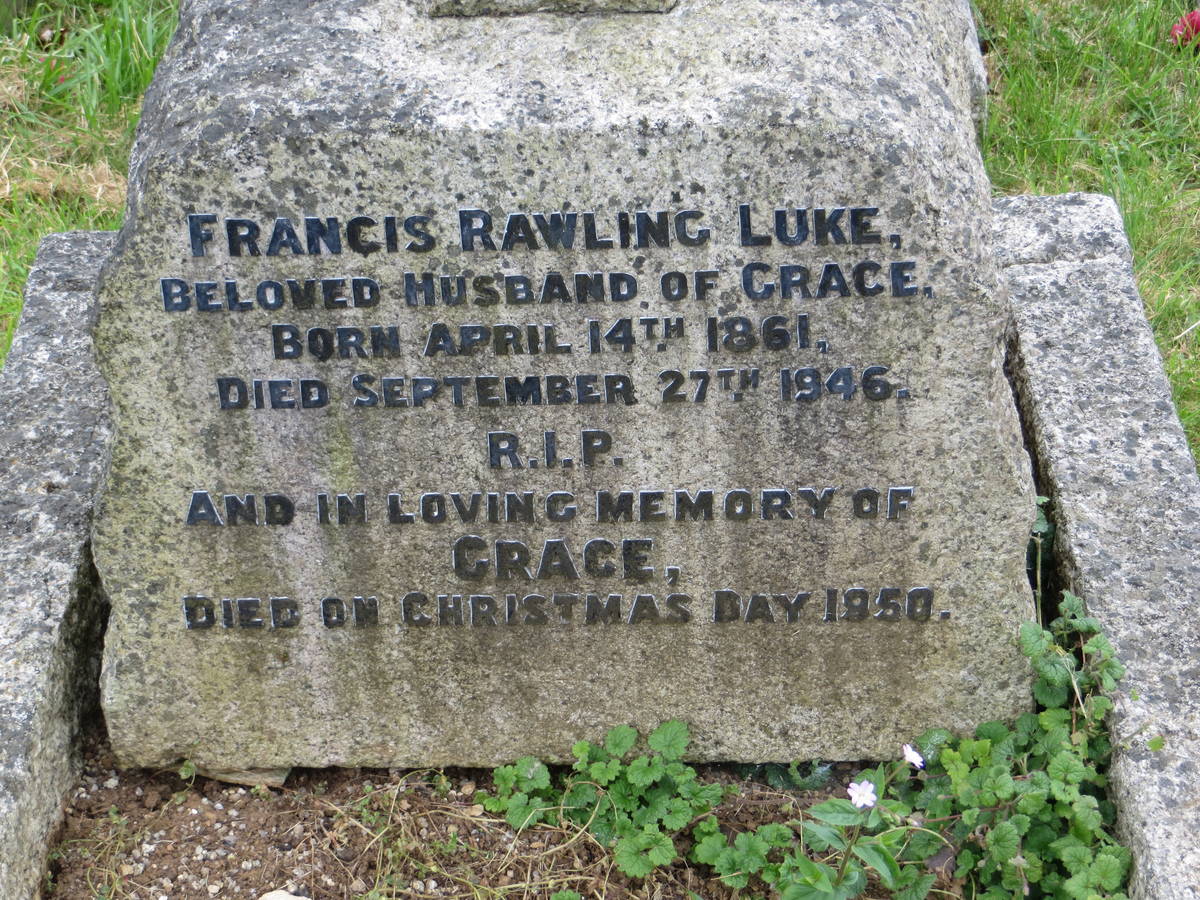 FRANCIS RAWLING LUKE,
BELOVED HUSBAND OF GRACE,
BORN APRIL 14TH 1861,
DIED SEPTEMBER 27TH 1946.
R.I.P.
AND IN LOVING MEMORY OF
GRACE,
DIED ON CHRISTMAS DAY 1950.